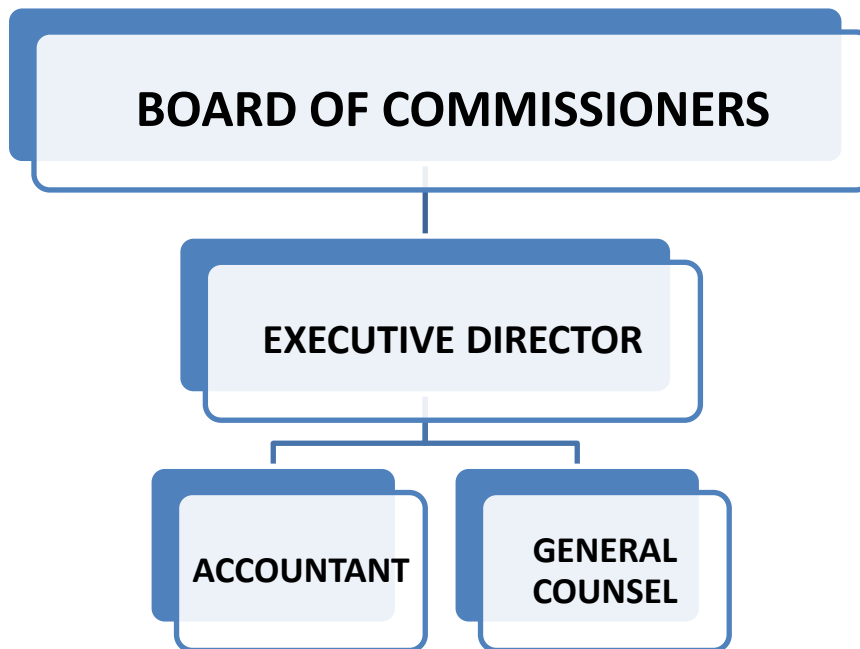 BOARD OF COMMISSIONERS
EXECUTIVE DIRECTOR
ACCOUNTANT
GENERAL
COUNSEL